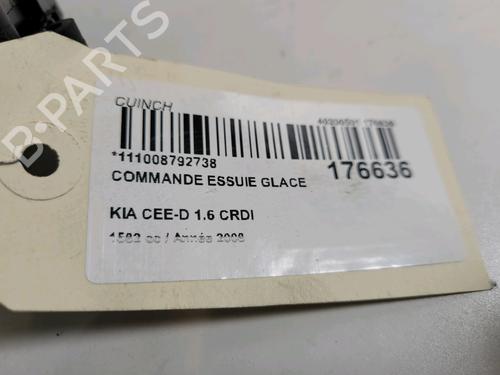 CUINCH
*111008792738
176636
COMMANDE ESSUIE GLACE
KIA CEE-D 1.6 CRDI
1582 cc / Année 2008
B-PARTS